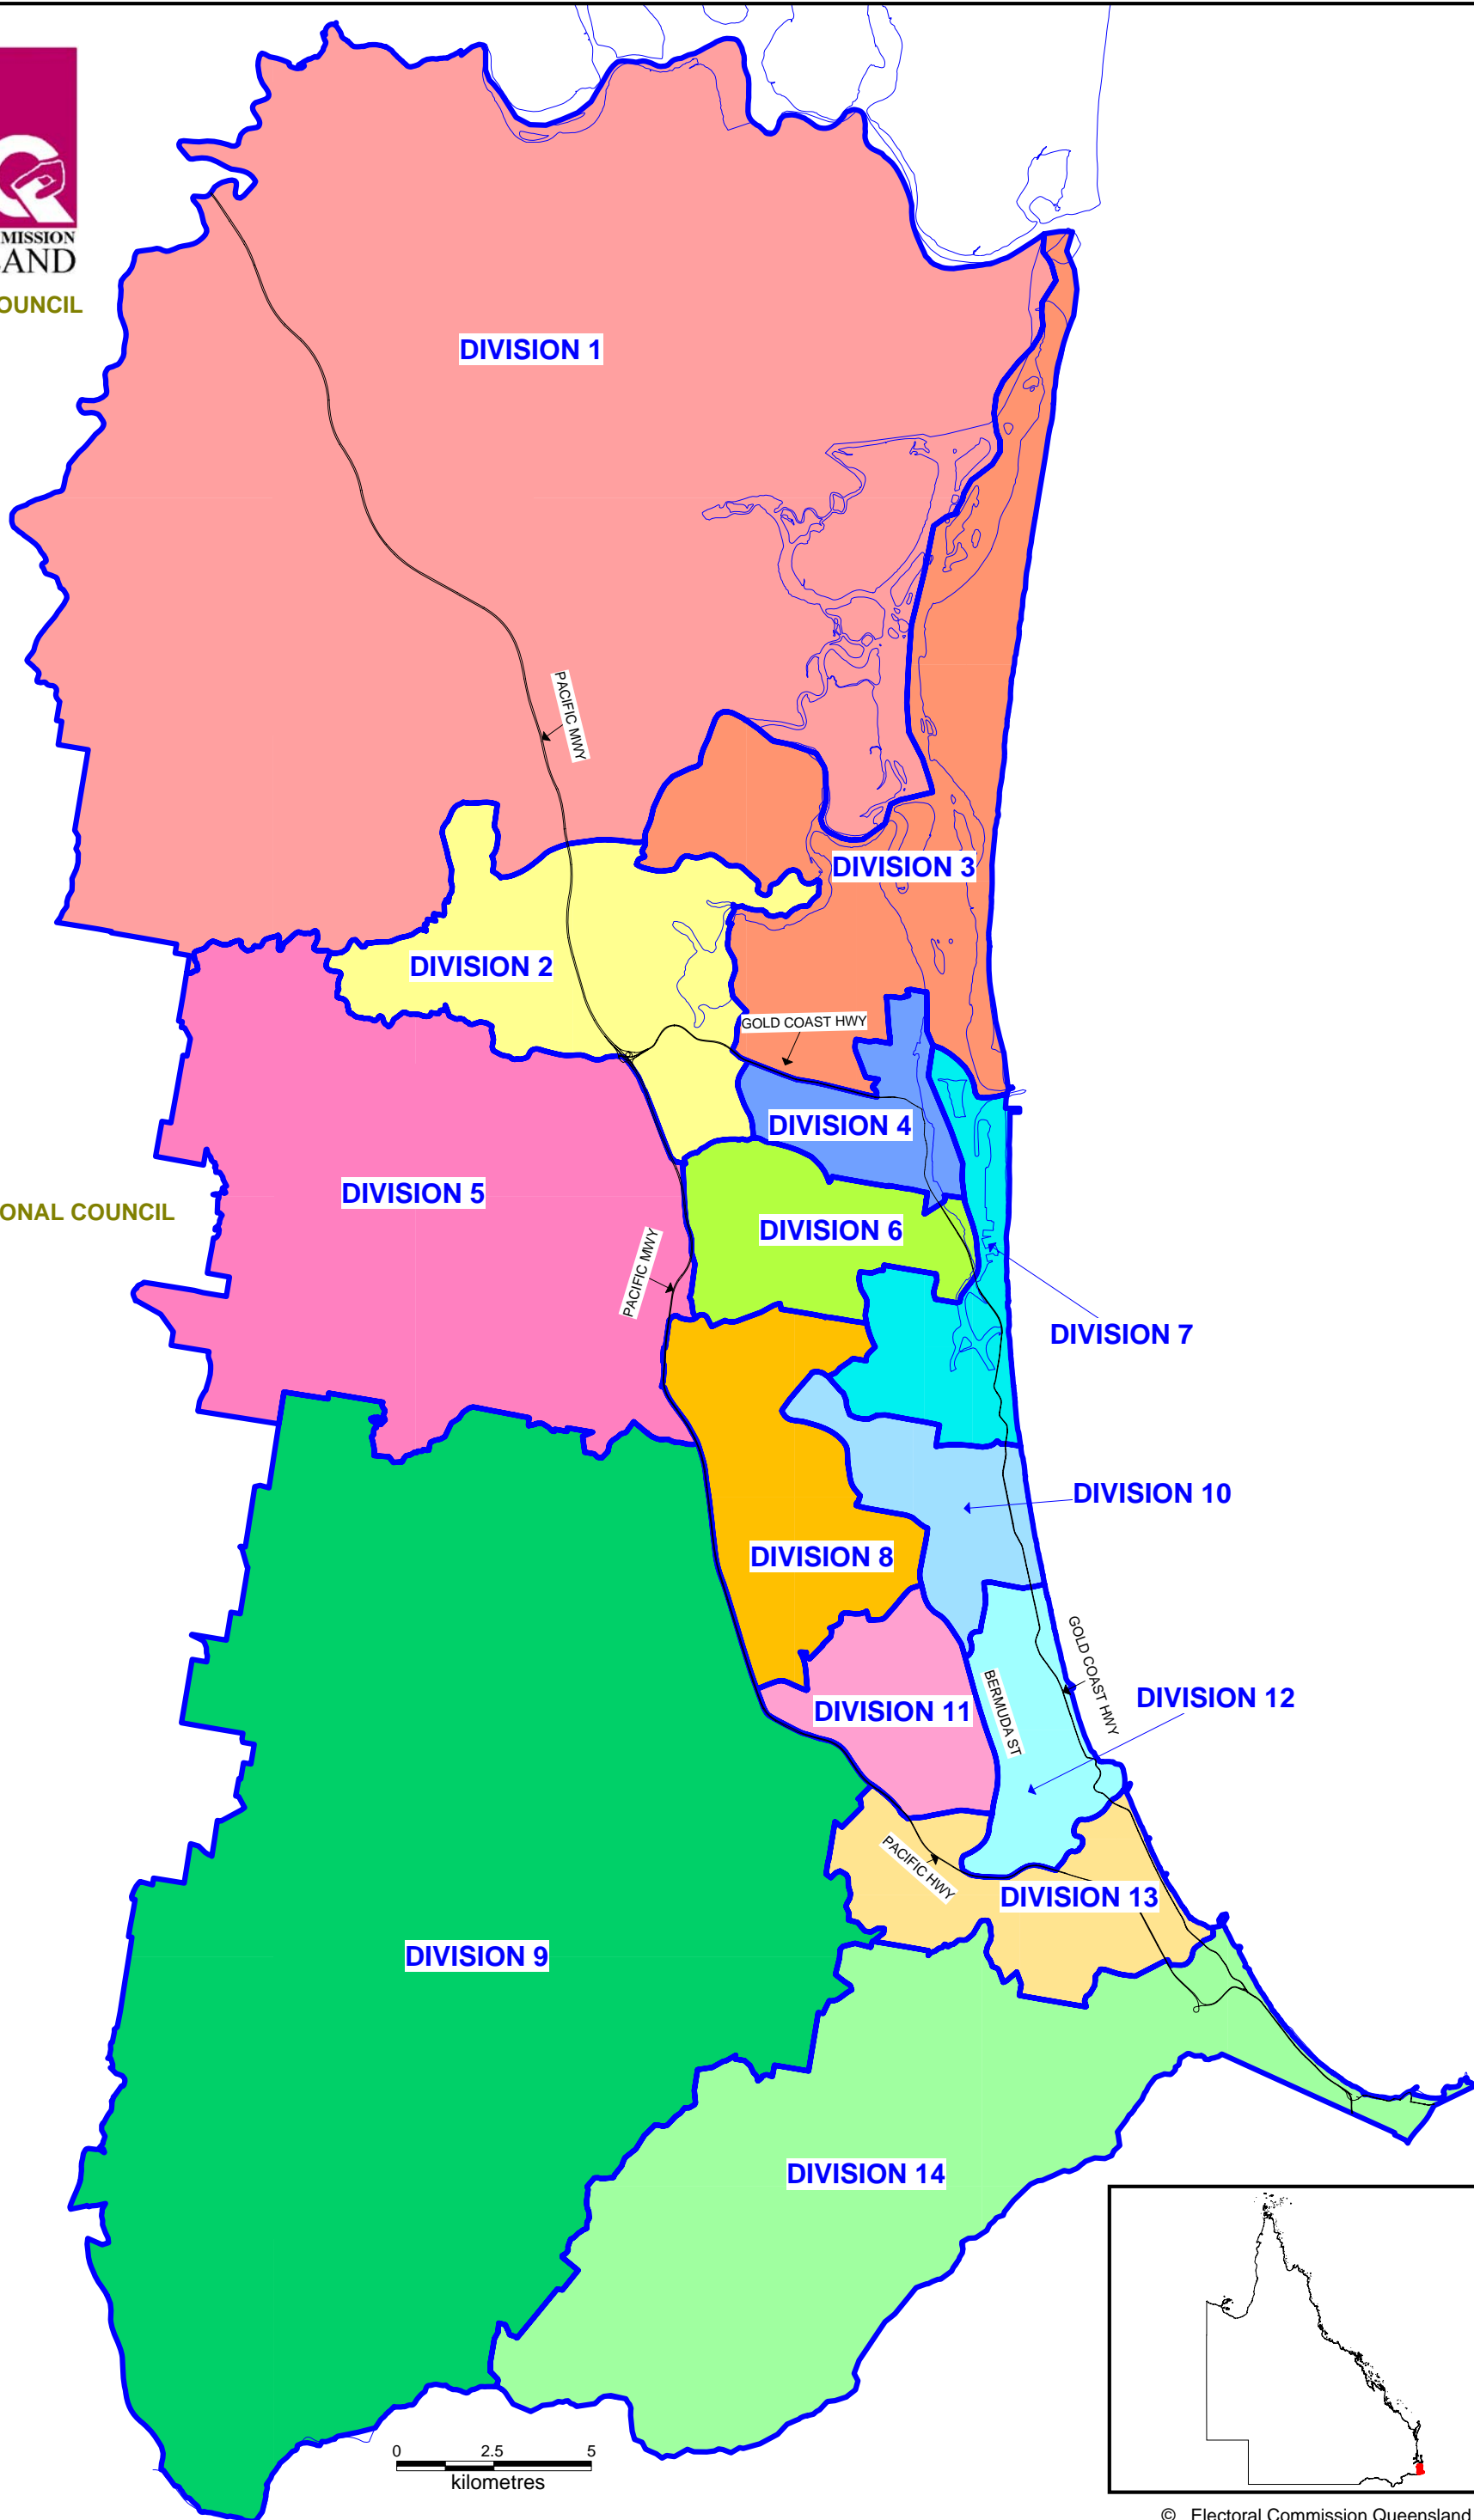 MISSION
AND
OUNCIL
DIVISION 1
PACIFIC MWY
DIVISION 3
DIVISION 2
GOLD COAST HWY
DIVISION 4
DIVISION 5
ONAL COUNCIL
DIVISION 6
PACIFIC MWY
DIVISION 7
DIVISION 10
DIVISION 8
GOLD COAST HWY
BERMUDA ST
DIVISION 12
DIVISION 11
PACIFIC HWY
DIVISION 13
DIVISION 9
DIVISION 14
0 2.5 5
kilometres
© Electoral Commission Queensland